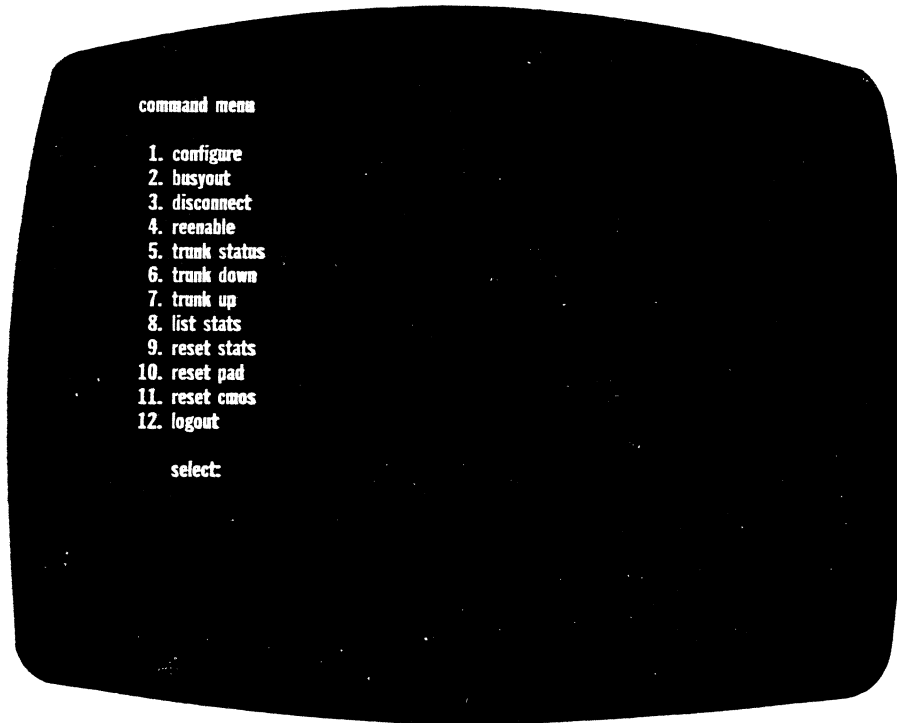 command menu
1. configure
2. busyout
3. disconnect
4. reenable
5. trunk status
6. trunk down
7. trunk up
8. list stats
9. reset stats
10. reset pad
11. reset cmos
12. logout
select: